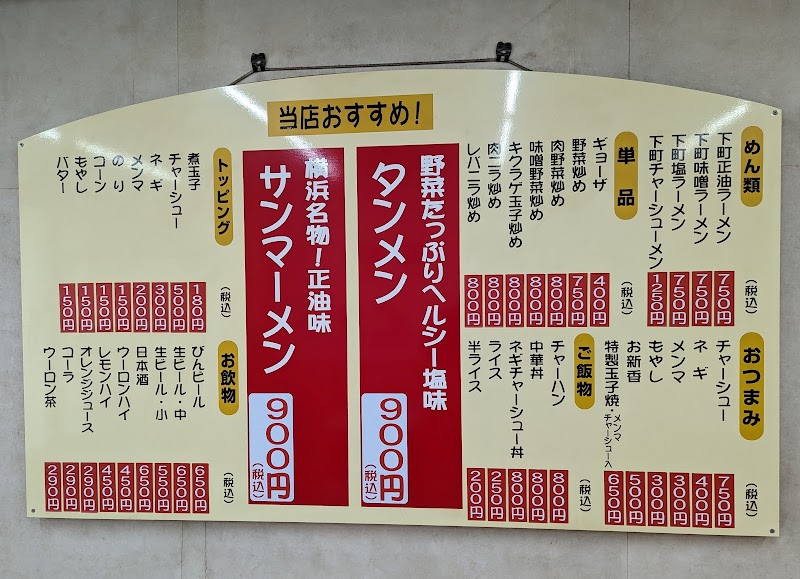 当店おすすめ!
めん類
下町正油ラーメン 750円
下町味噌ラーメン 750円
下町塩ラーメン 750円
下町チャーシューメン 1250円
(税込)
単品
ギョーザ 400円
野菜炒め 750円
肉野菜炒め 800円
味噌野菜炒め 800円
キクラゲ玉子炒め 800円
肉ニラ炒め 800円
レバニラ炒め 800円
(税込)
おつまみ
チャーシュー 750円
ネギ 400円
メンマ 300円
もやし 300円
お新香 500円
特製玉子焼・メンマチャーシュー入 650円
(税込)
ご飯物
チャーハン 800円
中華丼 800円
ネギチャーシュー丼 800円
ライス 250円
半ライス 200円
(税込)
野菜たっぷりヘルシー塩味
タンメン
900円
(税込)
横浜名物!正油味
サンマーメン
900円
(税込)
トッピング
煮玉子 180円
チャーシュー 500円
ネギ 300円
メンマ 200円
のり 150円
コーン 150円
もやし 150円
バター 150円
(税込)
お飲物
びんビール 650円
生ビール・中 650円
生ビール・小 550円
日本酒 650円
ウーロンハイ 450円
レモンハイ 450円
オレンジジュース 290円
コーラ 290円
ウーロン茶 290円
(税込)